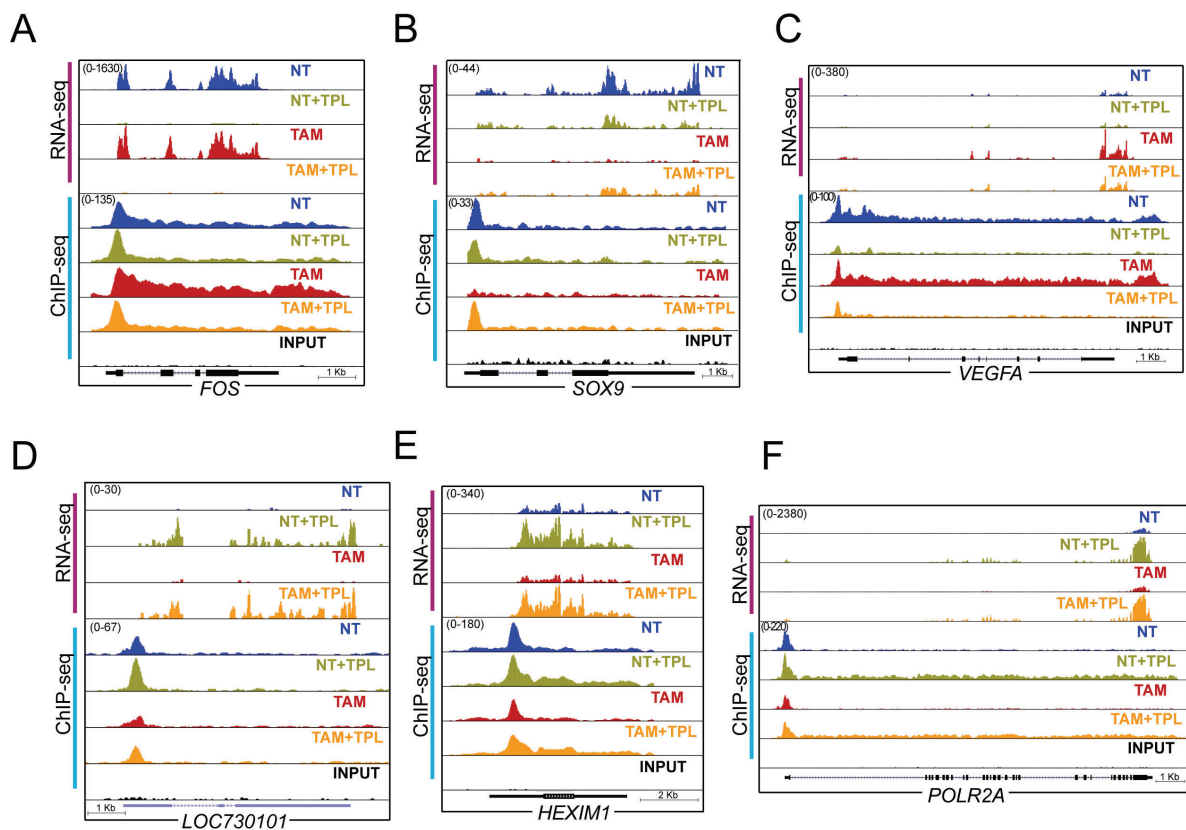 A
RNA-seq
ChIP-seq
(0-1630)
NT
NT+TPL
TAM
TAM+TPL
(0-135)
NT
NT+TPL
TAM
TAM+TPL
INPUT
1 Kb
FOS
B
RNA-seq
ChIP-seq
(0-44)
NT
NT+TPL
TAM
TAM+TPL
(0-33)
NT
NT+TPL
TAM
TAM+TPL
INPUT
1 Kb
SOX9
C
RNA-seq
ChIP-seq
(0-380)
NT
NT+TPL
TAM
TAM+TPL
(0-100)
NT
NT+TPL
TAM
TAM+TPL
INPUT
1 Kb
VEGFA
D
RNA-seq
ChIP-seq
(0-30)
NT
NT+TPL
TAM
TAM+TPL
(0-67)
NT
NT+TPL
TAM
TAM+TPL
INPUT
1 Kb
LOC730101
E
RNA-seq
ChIP-seq
(0-340)
NT
NT+TPL
TAM
TAM+TPL
(0-180)
NT
NT+TPL
TAM
TAM+TPL
INPUT
2 Kb
HEXIM1
F
RNA-seq
ChIP-seq
(0-2380)
NT
NT+TPL
TAM
TAM+TPL
(0-220)
NT
NT+TPL
TAM
TAM+TPL
INPUT
1 Kb
POLR2A